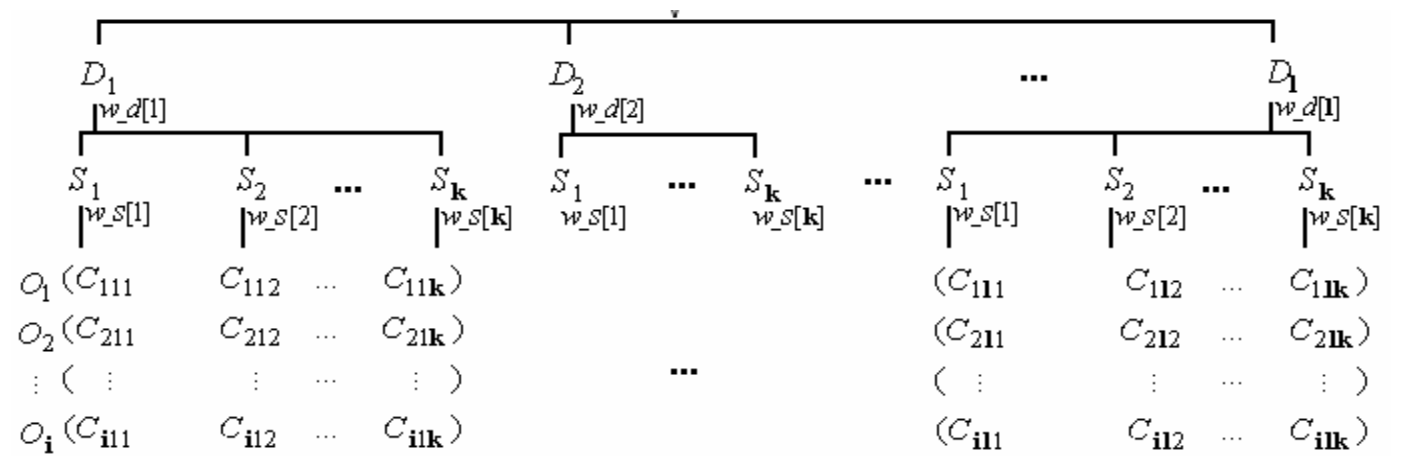 D₁ D₂ ... D𝐥
w_d[1] w_d[2] w_d[𝐥]
S₁ S₂ ... S𝐤 S₁ ... S𝐤 ... S₁ S₂ ... S𝐤
w_s[1] w_s[2] w_s[𝐤] w_s[1] w_s[𝐤] w_s[1] w_s[2] w_s[𝐤]
O₁ (C₁₁₁ C₁₁₂ ... C₁₁𝐤) (C₁𝐥₁ C₁𝐥₂ ... C₁𝐥𝐤)
O₂ (C₂₁₁ C₂₁₂ ... C₂₁𝐤) (C₂𝐥₁ C₂𝐥₂ ... C₂𝐥𝐤)
⋮ ( ⋮ ⋮ ... ⋮ ) ... ( ⋮ ⋮ ... ⋮ )
O𝐢 (C𝐢₁₁ C𝐢₁₂ ... C𝐢₁𝐤) (C𝐢𝐥₁ C𝐢𝐥₂ ... C𝐢𝐥𝐤)